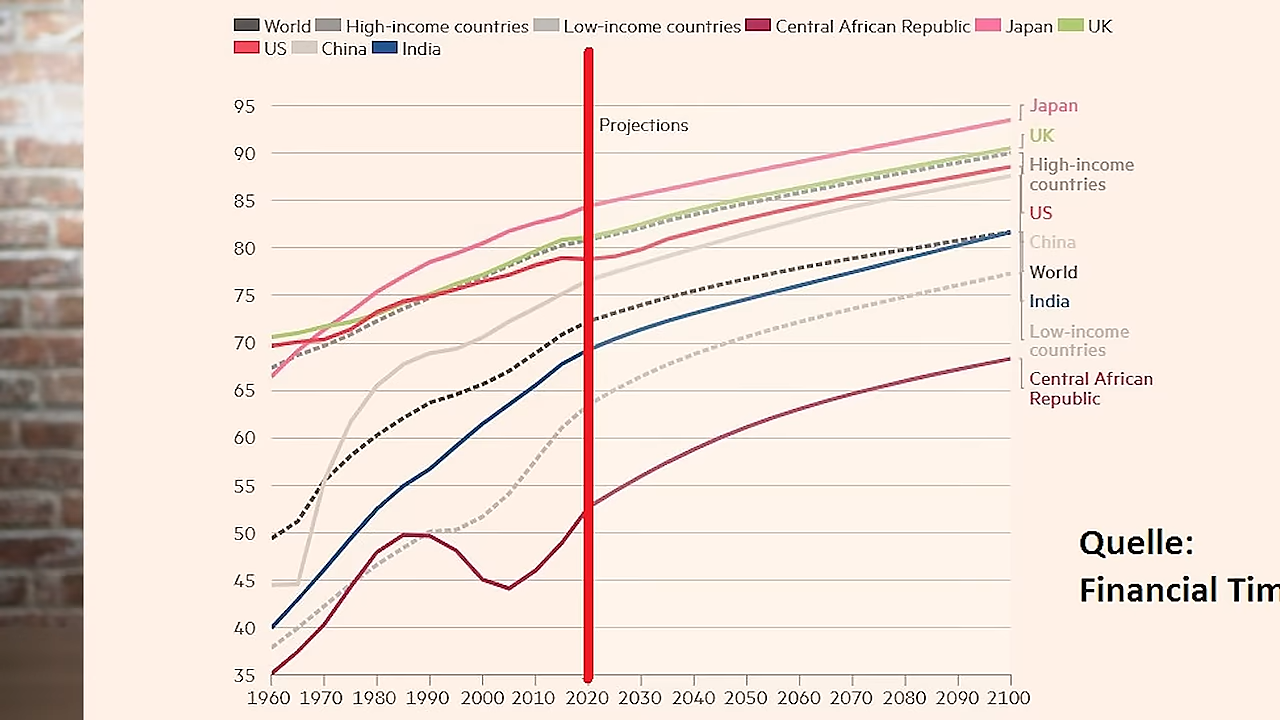 World High-income countries Low-income countries Central African Republic Japan UK
US China India
95
Projections
90
85
80
75
70
65
60
55
50
45
40
35
1960 1970 1980 1990 2000 2010 2020 2030 2040 2050 2060 2070 2080 2090 2100
Japan
UK
High-income
countries
US
China
World
India
Low-income
countries
Central African
Republic
Quelle:
Financial Tim